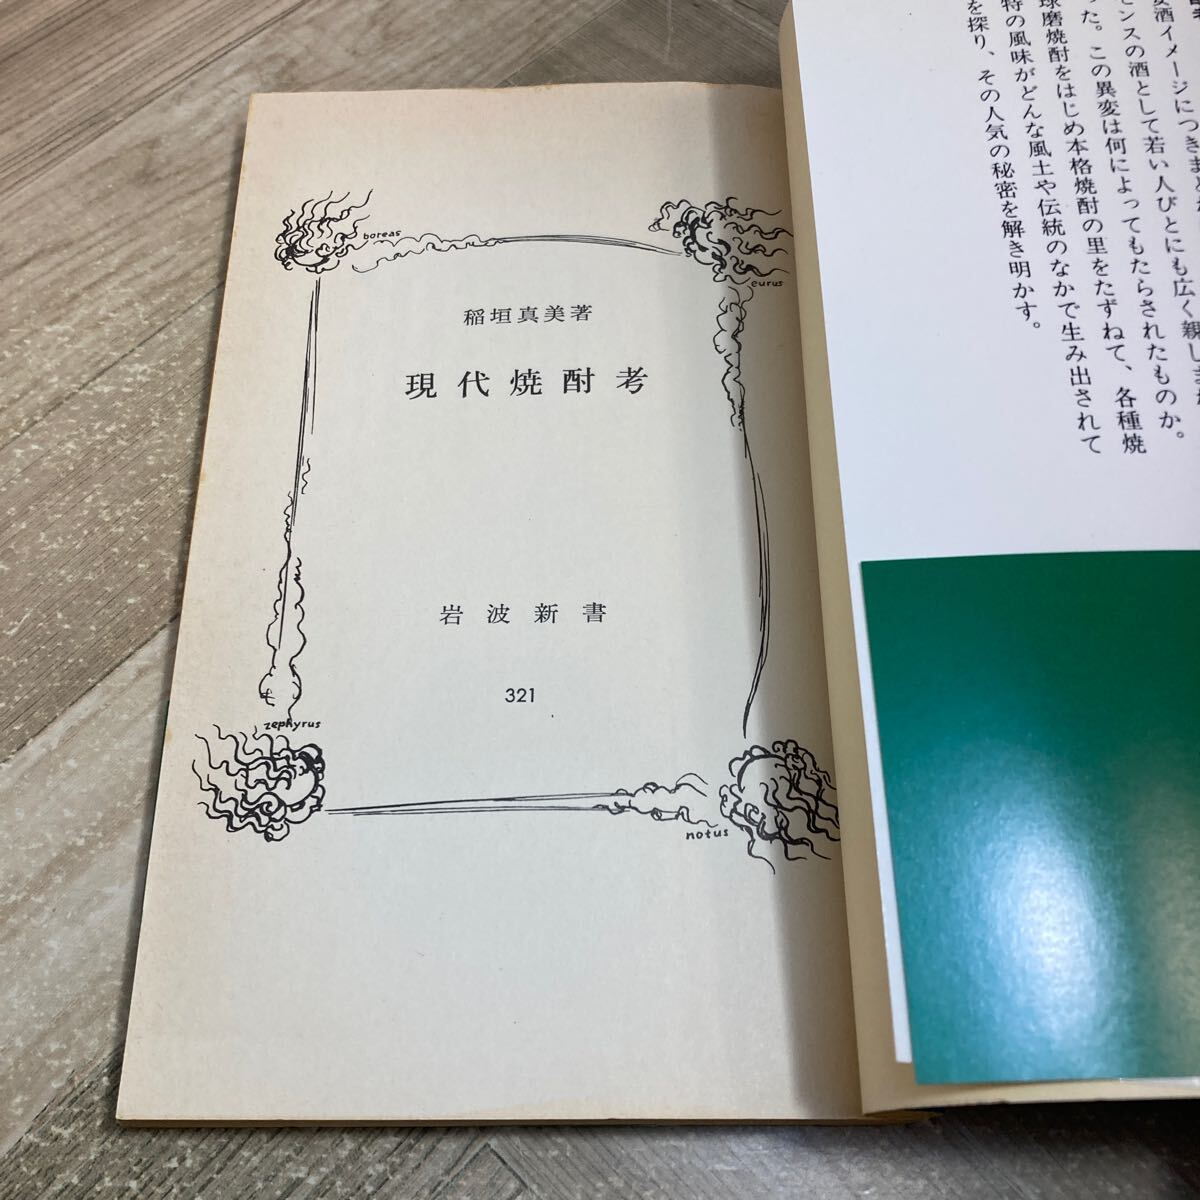 boreas
eurus
稲垣真美著
現代焼酎考
岩波新書
321
zephyrus
notus
酒イメージにつきまと
センスの酒として若い人びとにも広く親し
た。この異変は何によってもたらされたものか。
球磨焼酎をはじめ本格焼酎の里をたずねて、各種焼
特の風味がどんな風土や伝統のなかで生み出されて
を探り、その人気の秘密を解き明かす。